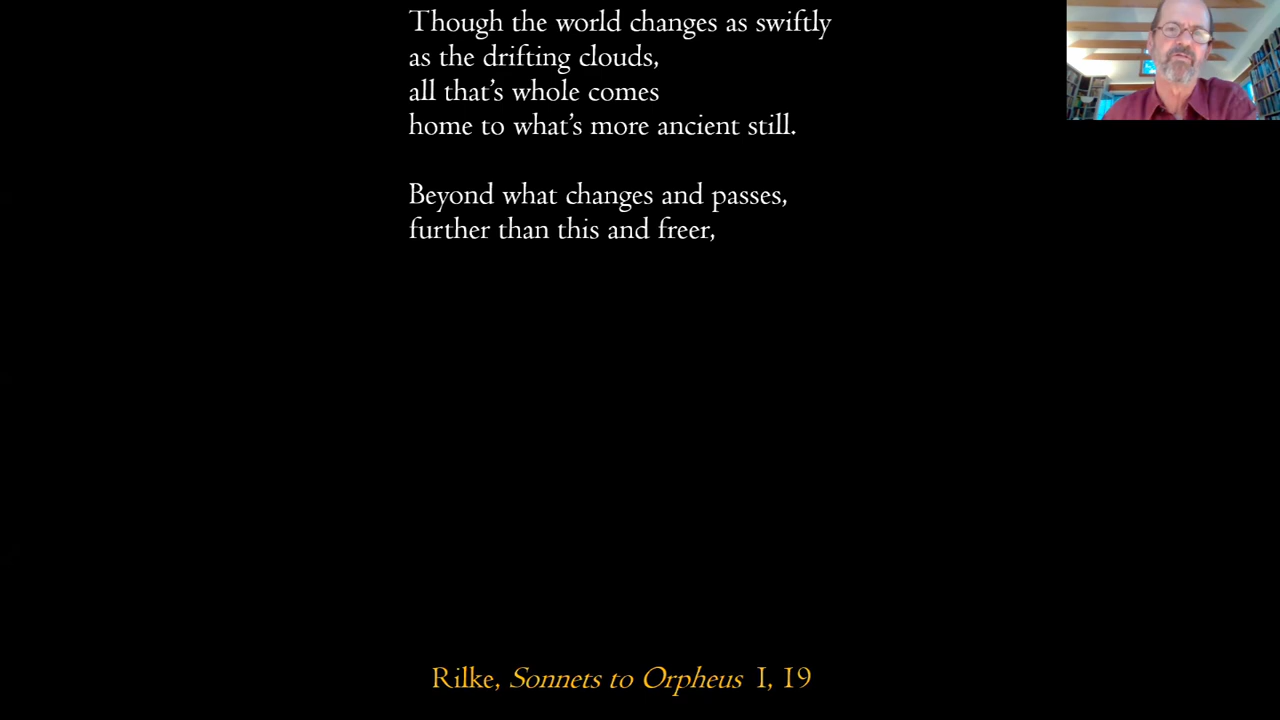 Though the world changes as swiftly
as the drifting clouds,
all that’s whole comes
home to what’s more ancient still.
Beyond what changes and passes,
further than this and freer,
Rilke, Sonnets to Orpheus I, 19